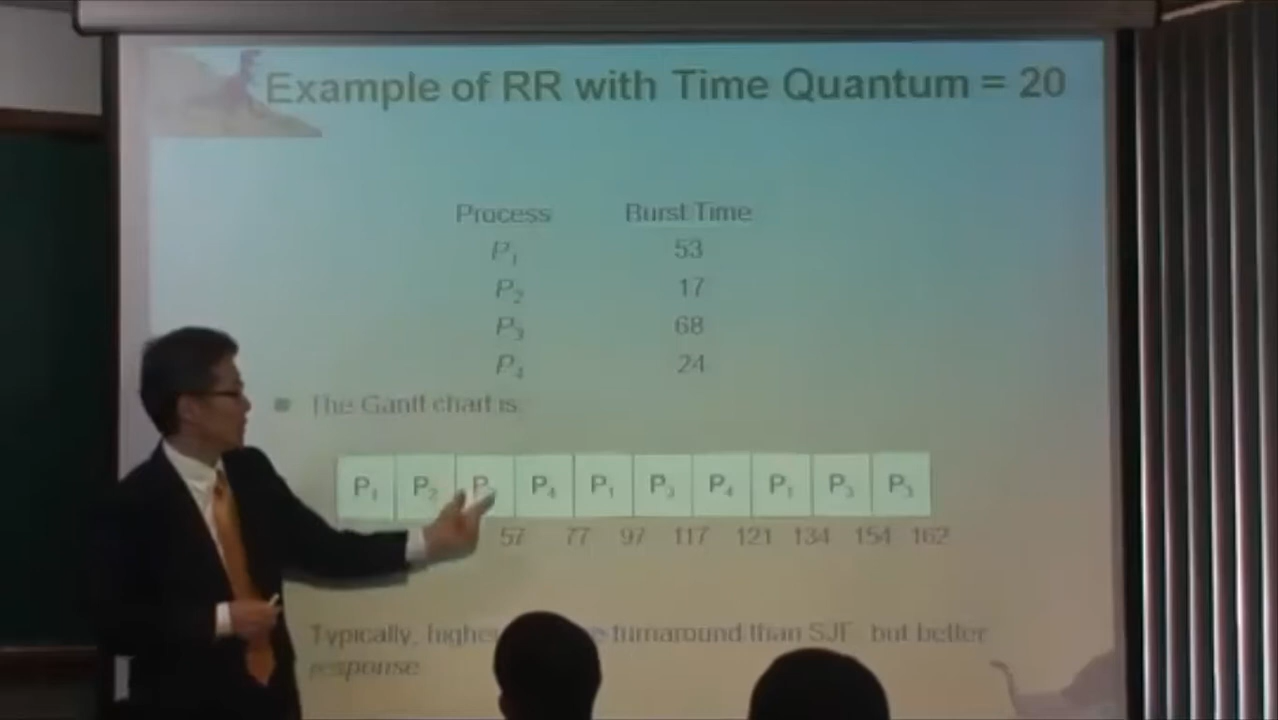 Example of RR with Time Quantum = 20
Process Burst Time
P1 53
P2 17
P3 68
P4 24
The Gantt chart is
P1 P2 P P4 P1 P3 P4 P1 P3 P3
57 77 97 117 121 134 154 162
Typically, highe turnaround than SJF but better
response